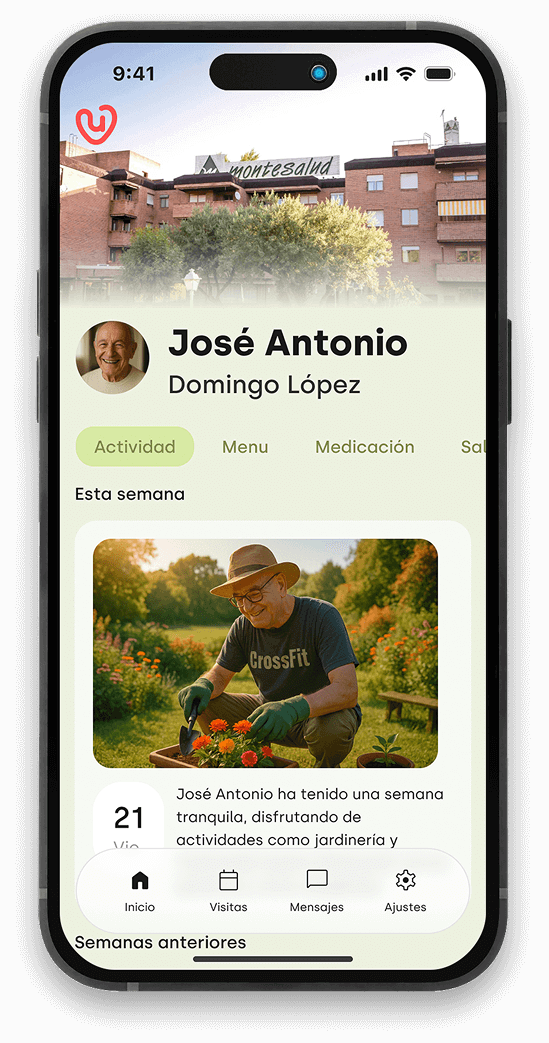 9:41
montesalud
José Antonio
Domingo López
Actividad
Menu
Medicación
Sal
Esta semana
CrossFit
21
Vie
José Antonio ha tenido una semana
tranquila, disfrutando de
actividades como jardinería y
Inicio
Visitas
Mensajes
Ajustes
Semanas anteriores